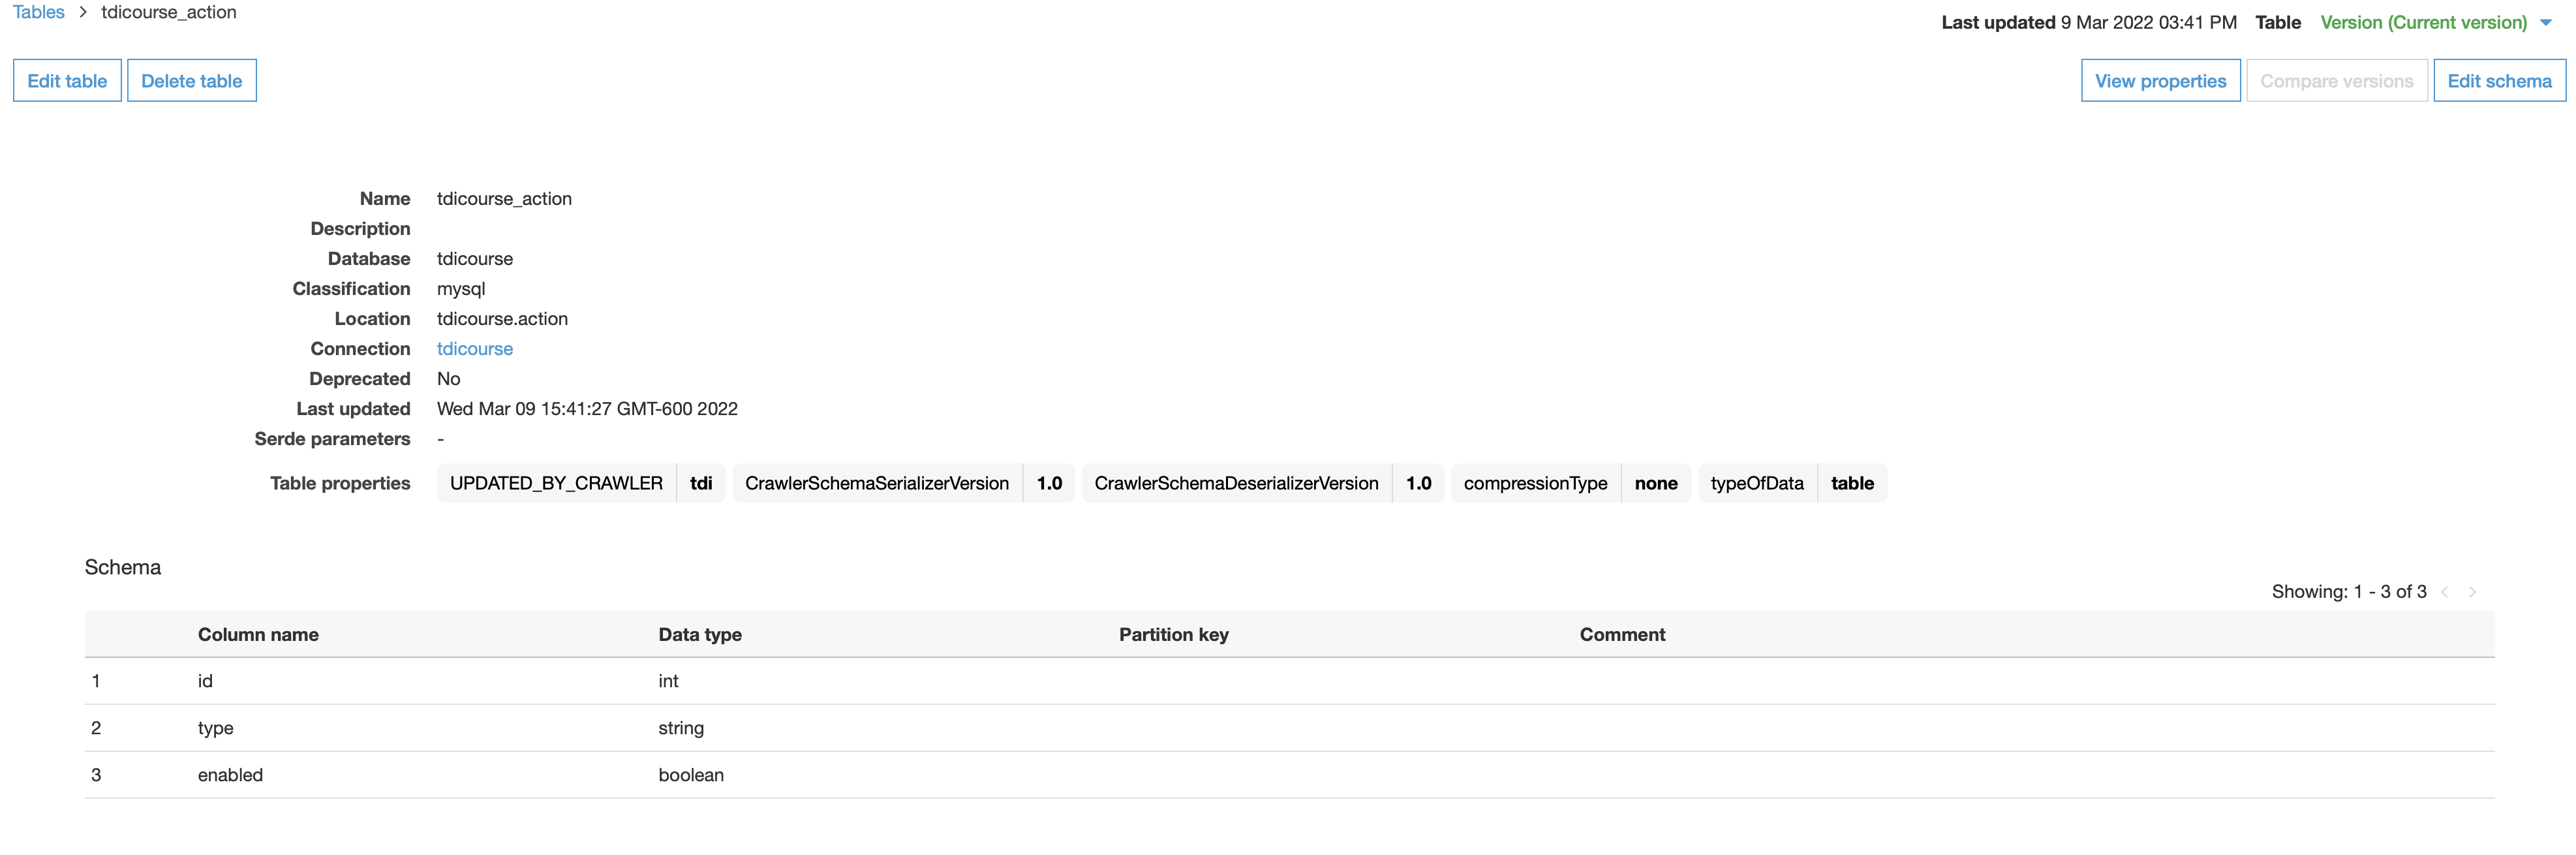 Tables > tdicourse_action
Last updated 9 Mar 2022 03:41 PM Table Version (Current version)
Edit table Delete table View properties Compare versions Edit schema
Name tdicourse_action
Description
Database tdicourse
Classification mysql
Location tdicourse.action
Connection tdicourse
Deprecated No
Last updated Wed Mar 09 15:41:27 GMT-600 2022
Serde parameters -
Table properties UPDATED_BY_CRAWLER tdi CrawlerSchemaSerializerVersion 1.0 CrawlerSchemaDeserializerVersion 1.0 compressionType none typeOfData table
Schema
Showing: 1 - 3 of 3 < >
Column name Data type Partition key Comment
1 id int
2 type string
3 enabled boolean